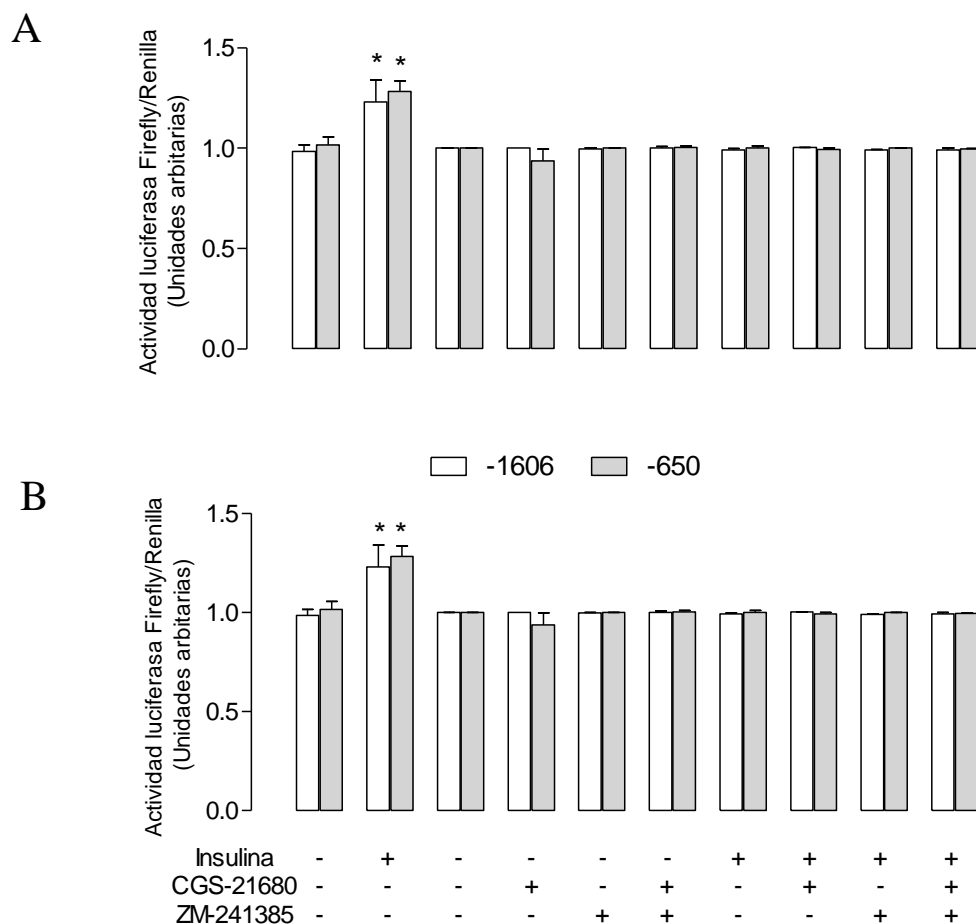 A
Actividad luciferasa Firefly/Renilla
(Unidades arbitarias)
1.5
1.0
0.5
0.0
* *
-1606 -650
B
Actividad luciferasa Firefly/Renilla
(Unidades arbitarias)
1.5
1.0
0.5
0.0
* *
Insulina - + - - - - + + + +
CGS-21680 - - - + - + - + - +
ZM-241385 - - - - + + - - + +